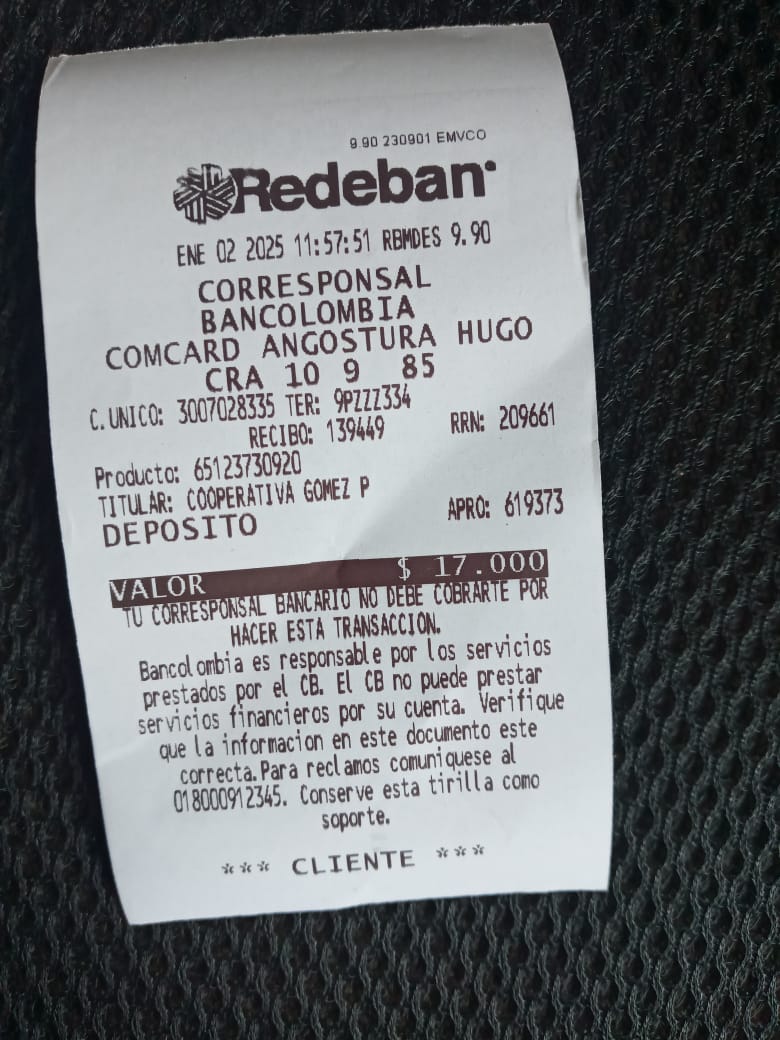 9.90 230901 EMVCO
Redeban
ENE 02 2025 11:57:51 RBMDES 9.90
CORRESPONSAL
BANCOLOMBIA
COMCARD ANGOSTURA HUGO
CRA 10 9 85
C.UNICO: 3007028335 TER: 9PZZZ334
RECIBO: 139449 RRN: 209661
Producto: 65123730920
TITULAR: COOPERATIVA GOMEZ P
DEPOSITO APRO: 619373
VALOR $ 17.000
TU CORRESPONSAL BANCARIO NO DEBE COBRARTE POR
HACER ESTA TRANSACCION.
Bancolombia es responsable por los servicios
prestados por el CB. El CB no puede prestar
servicios financieros por su cuenta. Verifique
que la informacion en este documento este
correcta.Para reclamos comuniquese al
018000912345. Conserve esta tirilla como
soporte.
*** CLIENTE ***